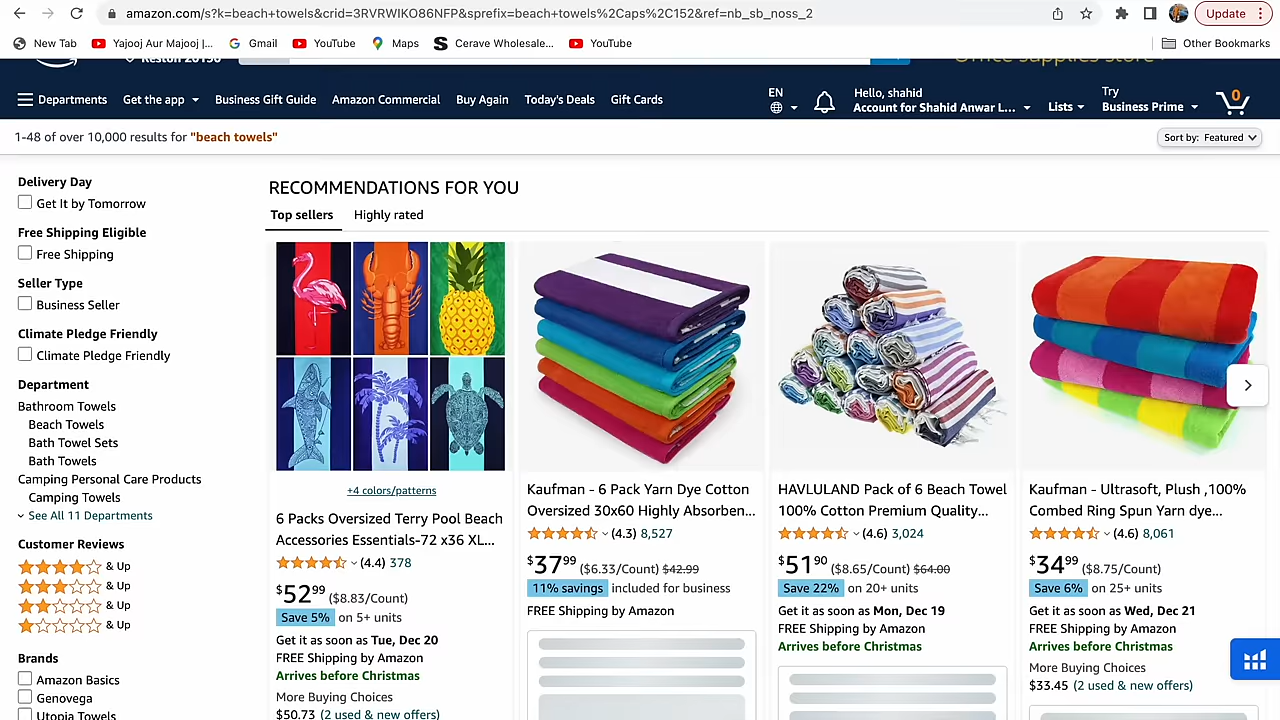 amazon.com/s?k=beach+towels&crid=3RVRWIKO86NFP&sprefix=beach+towels%2Caps%2C152&ref=nb_sb_noss_2
Update
New Tab
Yajooj Aur Majooj |...
Gmail
YouTube
Maps
Cerave Wholesale...
YouTube
Other Bookmarks
Reston 20190
Office Supplies Store >
Departments
Get the app
Business Gift Guide
Amazon Commercial
Buy Again
Today's Deals
Gift Cards
EN
Hello, shahid
Account for Shahid Anwar L...
Lists
Try
Business Prime
0
1-48 of over 10,000 results for "beach towels"
Sort by: Featured
Delivery Day
Get It by Tomorrow
Free Shipping Eligible
Free Shipping
Seller Type
Business Seller
Climate Pledge Friendly
Climate Pledge Friendly
Department
Bathroom Towels
Beach Towels
Bath Towel Sets
Bath Towels
Camping Personal Care Products
Camping Towels
See All 11 Departments
Customer Reviews
& Up
& Up
& Up
& Up
Brands
Amazon Basics
Genovega
Utopia Towels
RECOMMENDATIONS FOR YOU
Top sellers
Highly rated
+4 colors/patterns
6 Packs Oversized Terry Pool Beach
Accessories Essentials-72 x36 XL...
(4.4) 378
$52.99 ($8.83/Count)
Save 5% on 5+ units
Get it as soon as Tue, Dec 20
FREE Shipping by Amazon
Arrives before Christmas
More Buying Choices
$50.73 (2 used & new offers)
Kaufman - 6 Pack Yarn Dye Cotton
Oversized 30x60 Highly Absorben...
(4.3) 8,527
$37.99 ($6.33/Count) $42.99
11% savings included for business
FREE Shipping by Amazon
HAVLULAND Pack of 6 Beach Towel
100% Cotton Premium Quality...
(4.6) 3,024
$51.90 ($8.65/Count) $64.00
Save 22% on 20+ units
Get it as soon as Mon, Dec 19
FREE Shipping by Amazon
Arrives before Christmas
Kaufman - Ultrasoft, Plush ,100%
Combed Ring Spun Yarn dye...
(4.6) 8,061
$34.99 ($8.75/Count)
Save 6% on 25+ units
Get it as soon as Wed, Dec 21
FREE Shipping by Amazon
Arrives before Christmas
More Buying Choices
$33.45 (2 used & new offers)